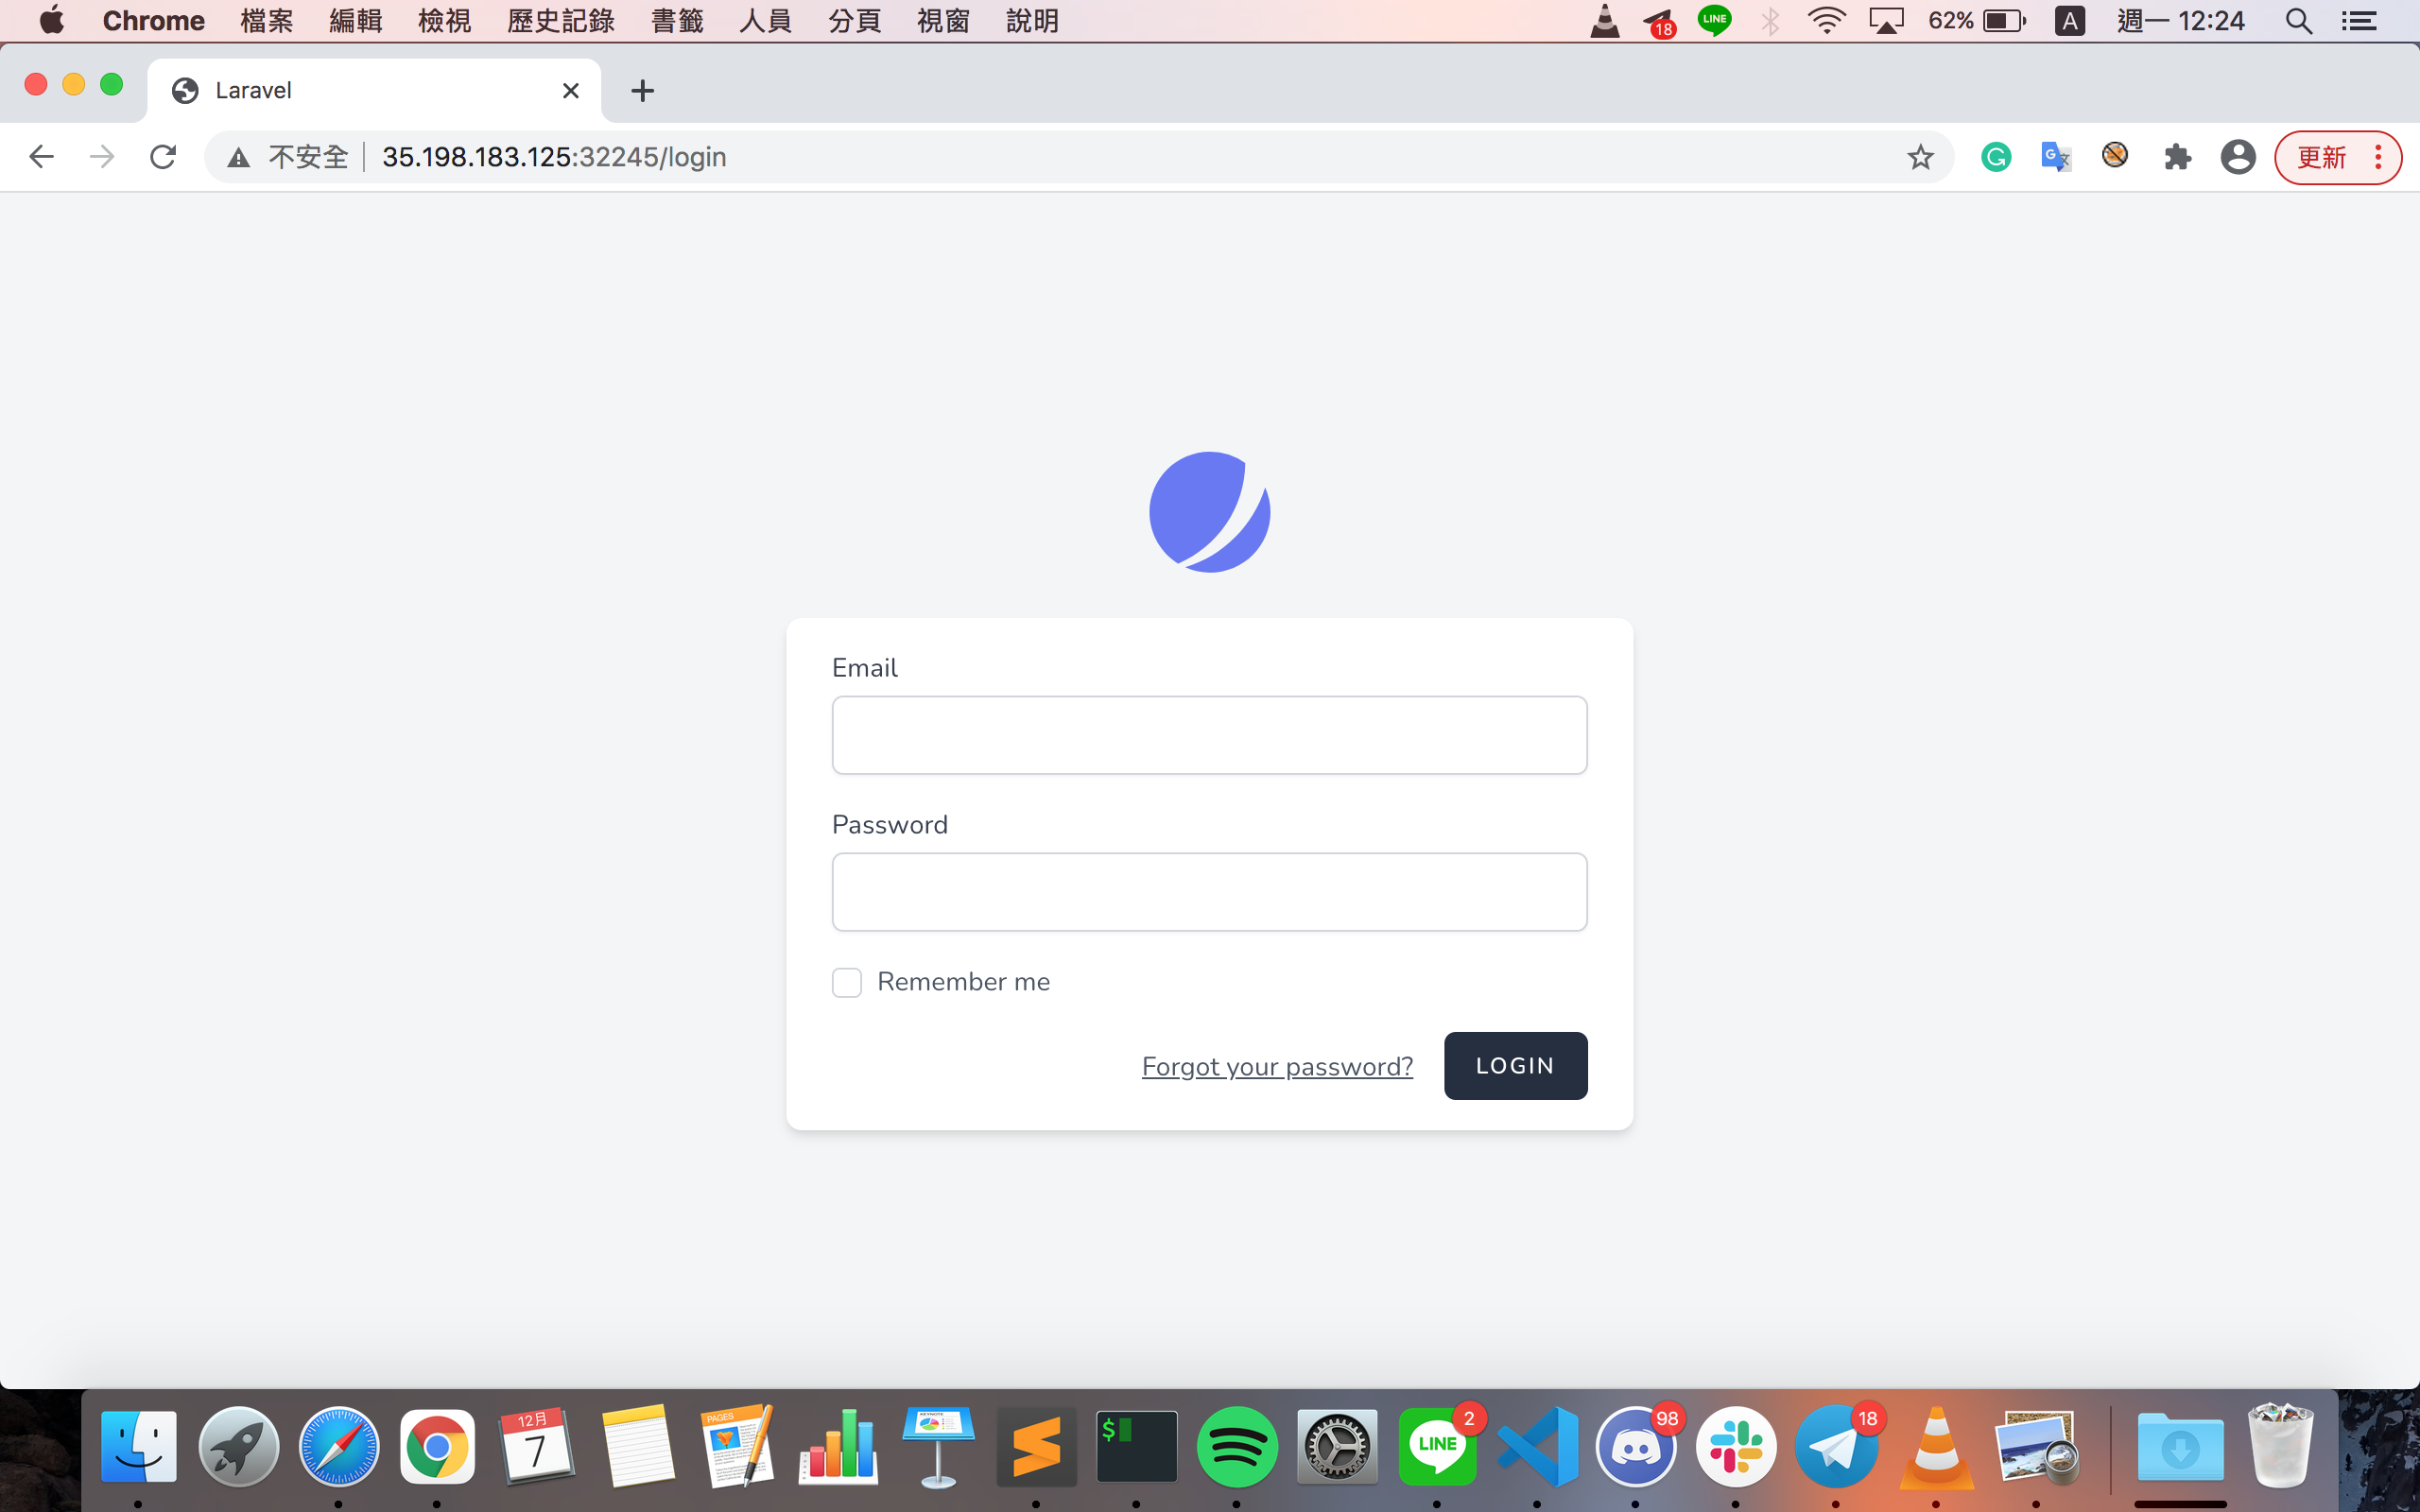 Chrome 檔案 編輯 檢視 歷史記錄 書籤 人員 分頁 視窗 說明 18 LINE 62% A 週一 12:24
Laravel
不安全 35.198.183.125:32245/login 更新
Email
Password
Remember me
Forgot your password? LOGIN
12月 7 PAGES KEYNOTE $ LINE 2 98 18